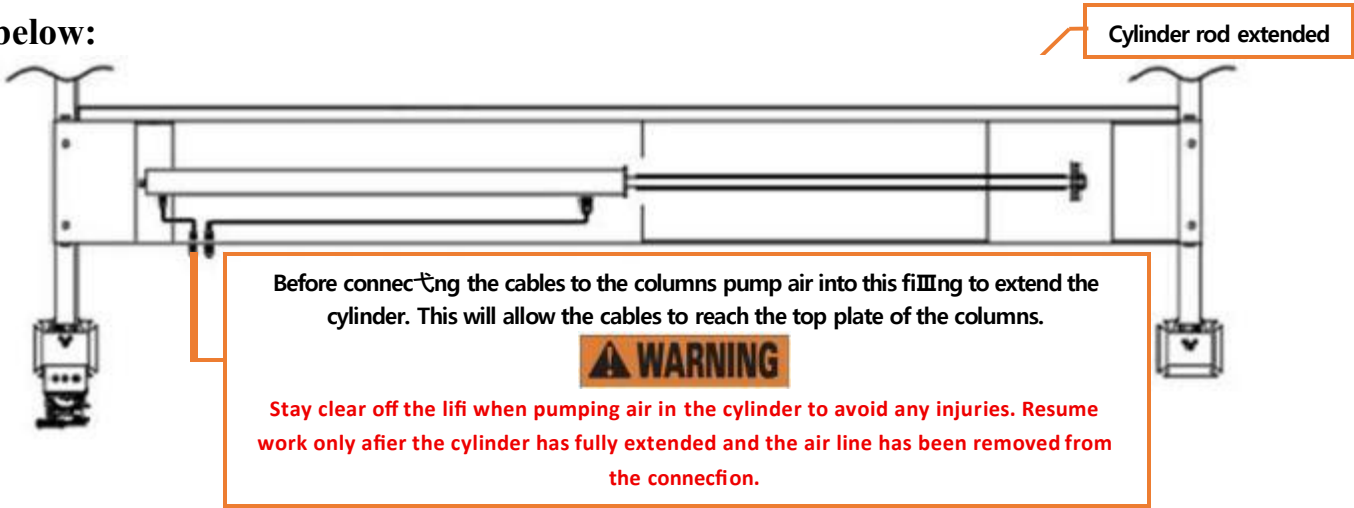 below:
Cylinder rod extended
Before connec弋ng the cables to the columns pump air into this fiⅢng to extend the
cylinder. This will allow the cables to reach the top plate of the columns.
WARNING
Stay clear off the lifi when pumping air in the cylinder to avoid any injuries. Resume
work only afier the cylinder has fully extended and the air line has been removed from
the connecfion.